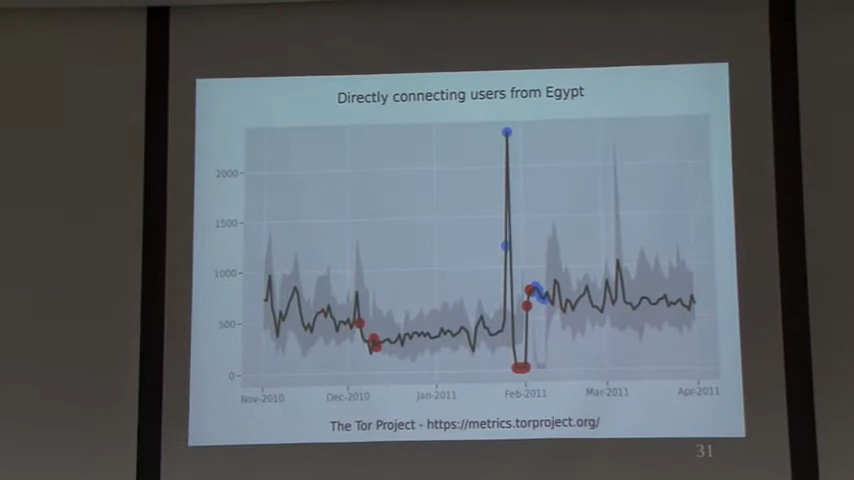 Directly connecting users from Egypt
2000
1500
1000
500
0
Nov-2010 Dec-2010 Jan-2011 Feb-2011 Mar-2011 Apr-2011
The Tor Project - https://metrics.torproject.org/
31